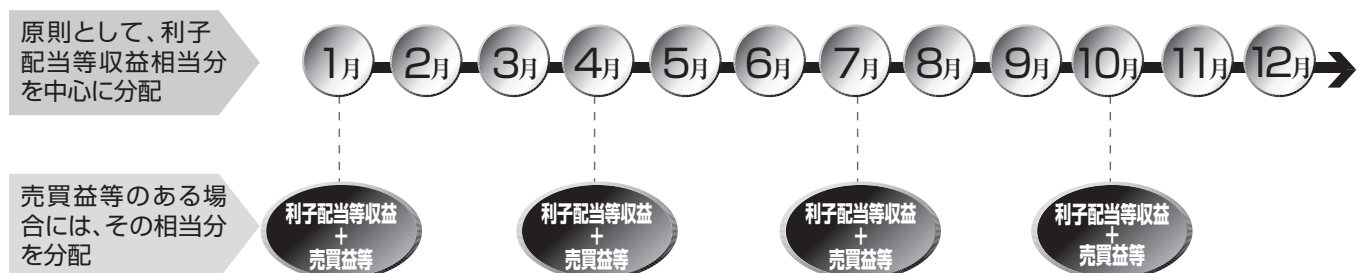 原則として、利子
配当等収益相当分
を中心に分配
1月 2月 3月 4月 5月 6月 7月 8月 9月 10月 11月 12月
売買益等のある場
合には、その相当分
を分配
利子配当等収益
+
売買益等
利子配当等収益
+
売買益等
利子配当等収益
+
売買益等
利子配当等収益
+
売買益等